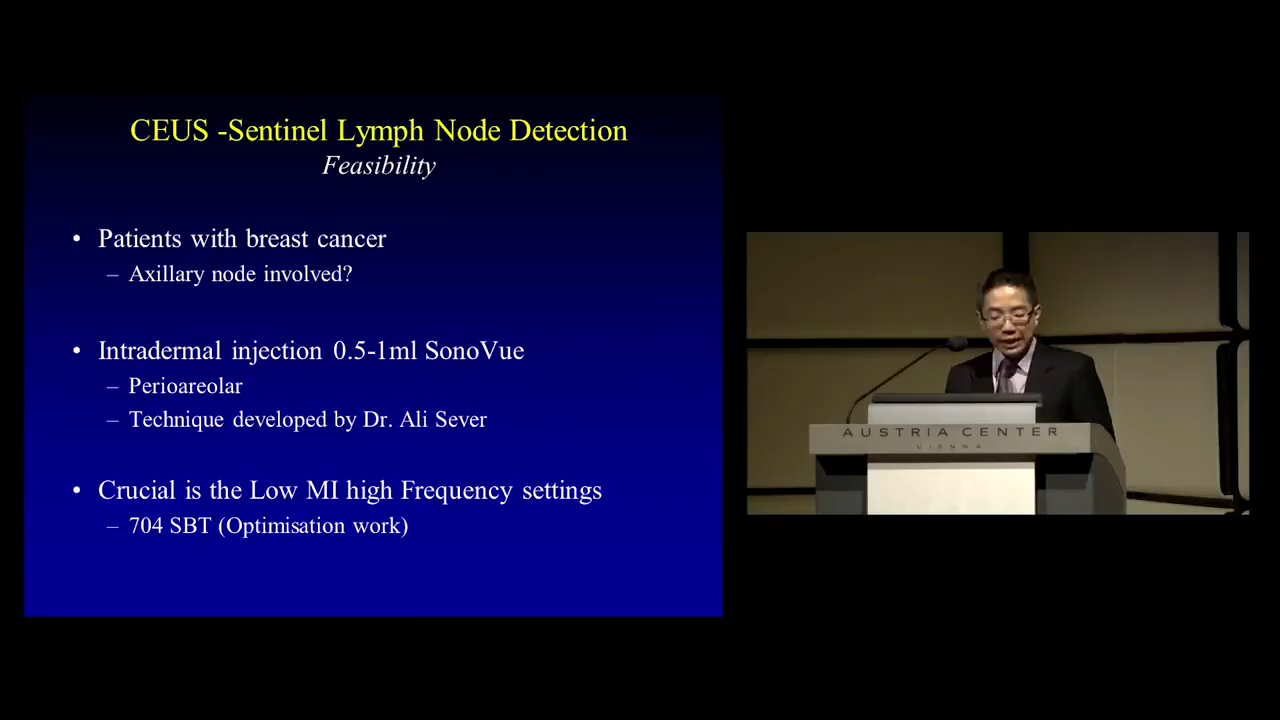 CEUS -Sentinel Lymph Node Detection
Feasibility
• Patients with breast cancer
– Axillary node involved?
• Intradermal injection 0.5-1ml SonoVue
– Perioareolar
– Technique developed by Dr. Ali Sever
• Crucial is the Low MI high Frequency settings
– 704 SBT (Optimisation work)
AUSTRIA CENTER
VIENNA